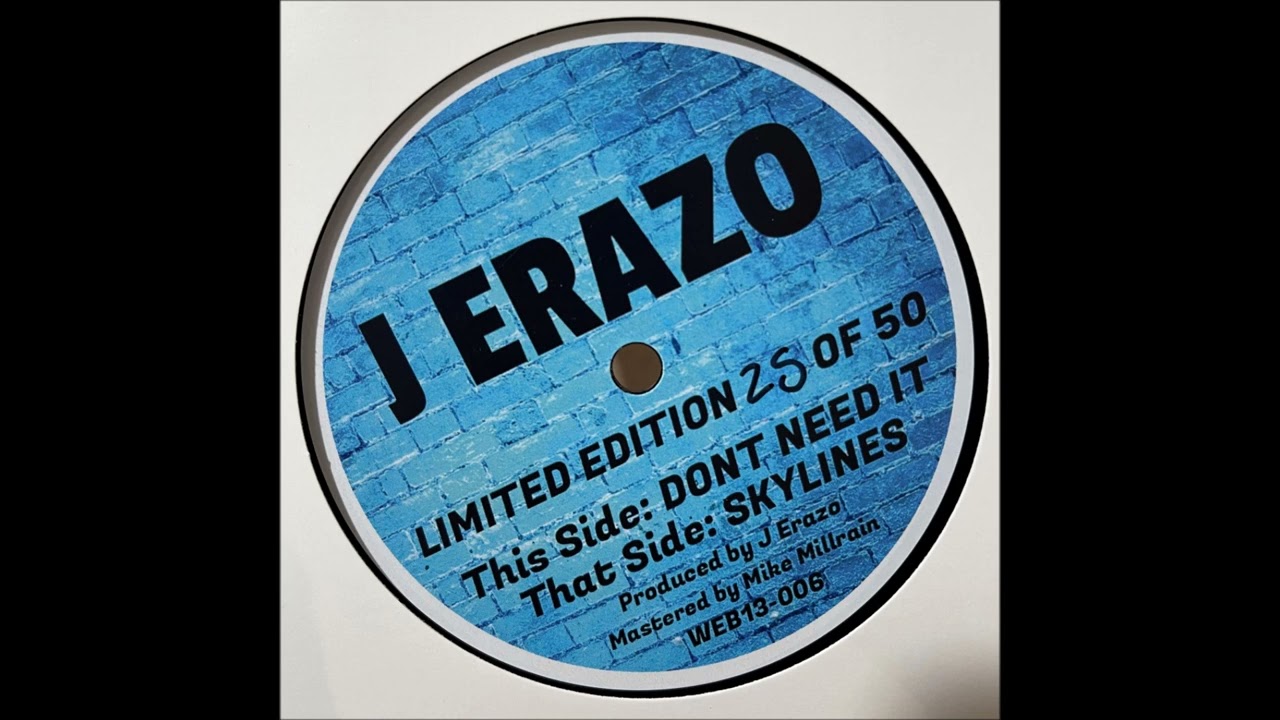 J ERAZO
LIMITED EDITION 25 OF 50
This Side: DONT NEED IT
That Side: SKYLINES
Produced by J Erazo
Mastered by Mike Millrain
WEB13-006